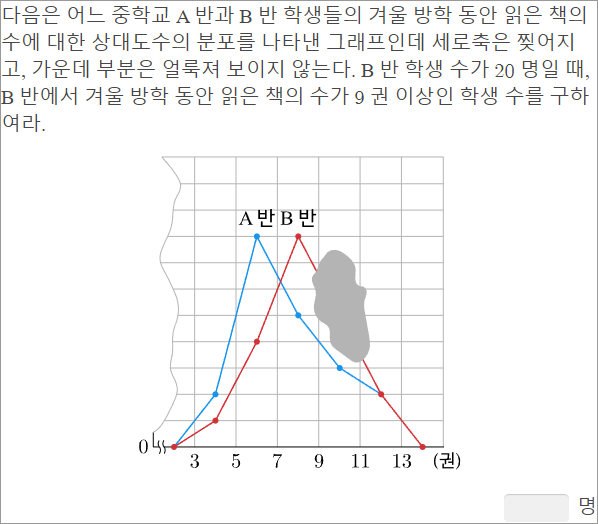 다음은 어느 중학교 A 반과 B 반 학생들의 겨울 방학 동안 읽은 책의
수에 대한 상대도수의 분포를 나타낸 그래프인데 세로축은 찢어지
고, 가운데 부분은 얼룩져 보이지 않는다. B 반 학생 수가 20 명일 때,
B 반에서 겨울 방학 동안 읽은 책의 수가 9 권 이상인 학생 수를 구하
여라.
A 반 B 반
0
3 5 7 9 11 13 (권)
명